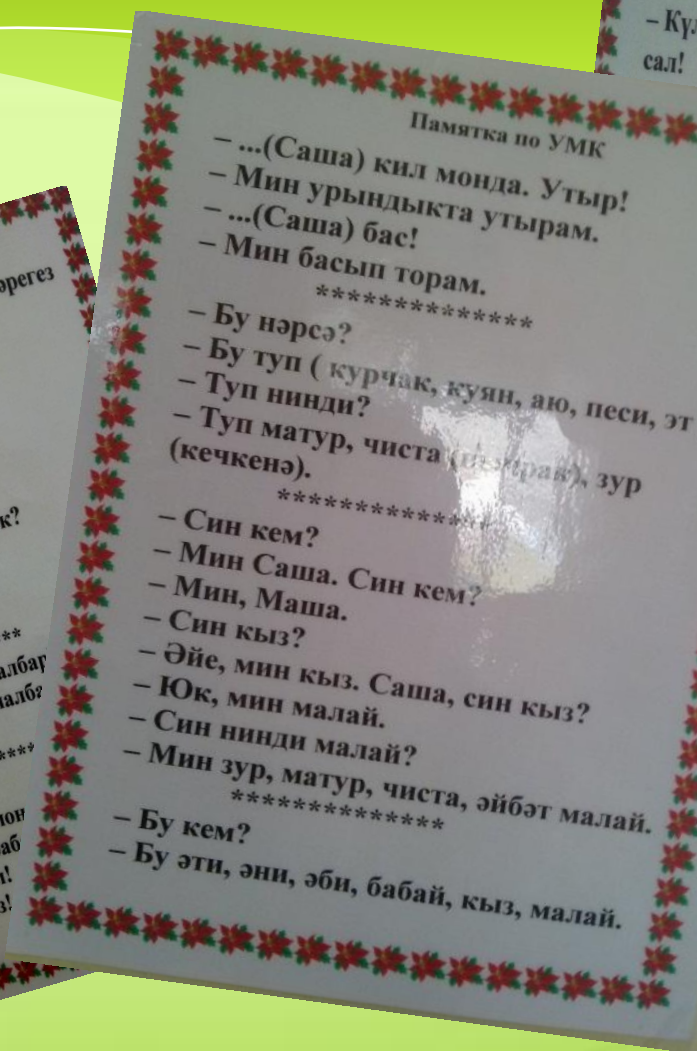 – Кү
сал!
Памятка по УМК
– ...(Саша) кил монда. Утыр!
– Мин урындыкта утырам.
– ...(Саша) бас!
– Мин басып торам.
**************
– Бу нәрсә?
– Бу туп ( курчак, куян, аю, песи, эт
– Туп нинди?
– Туп матур, чиста зур
(кечкенә).
**************
– Син кем?
– Мин Саша. Син кем?
– Мин, Маша.
– Син кыз?
– Әйе, мин кыз. Саша, син кыз?
– Юк, мин малай.
– Син нинди малай?
– Мин зур, матур, чиста, әйбәт малай.
**************
– Бу кем?
– Бу әти, әни, әби, бабай, кыз, малай.